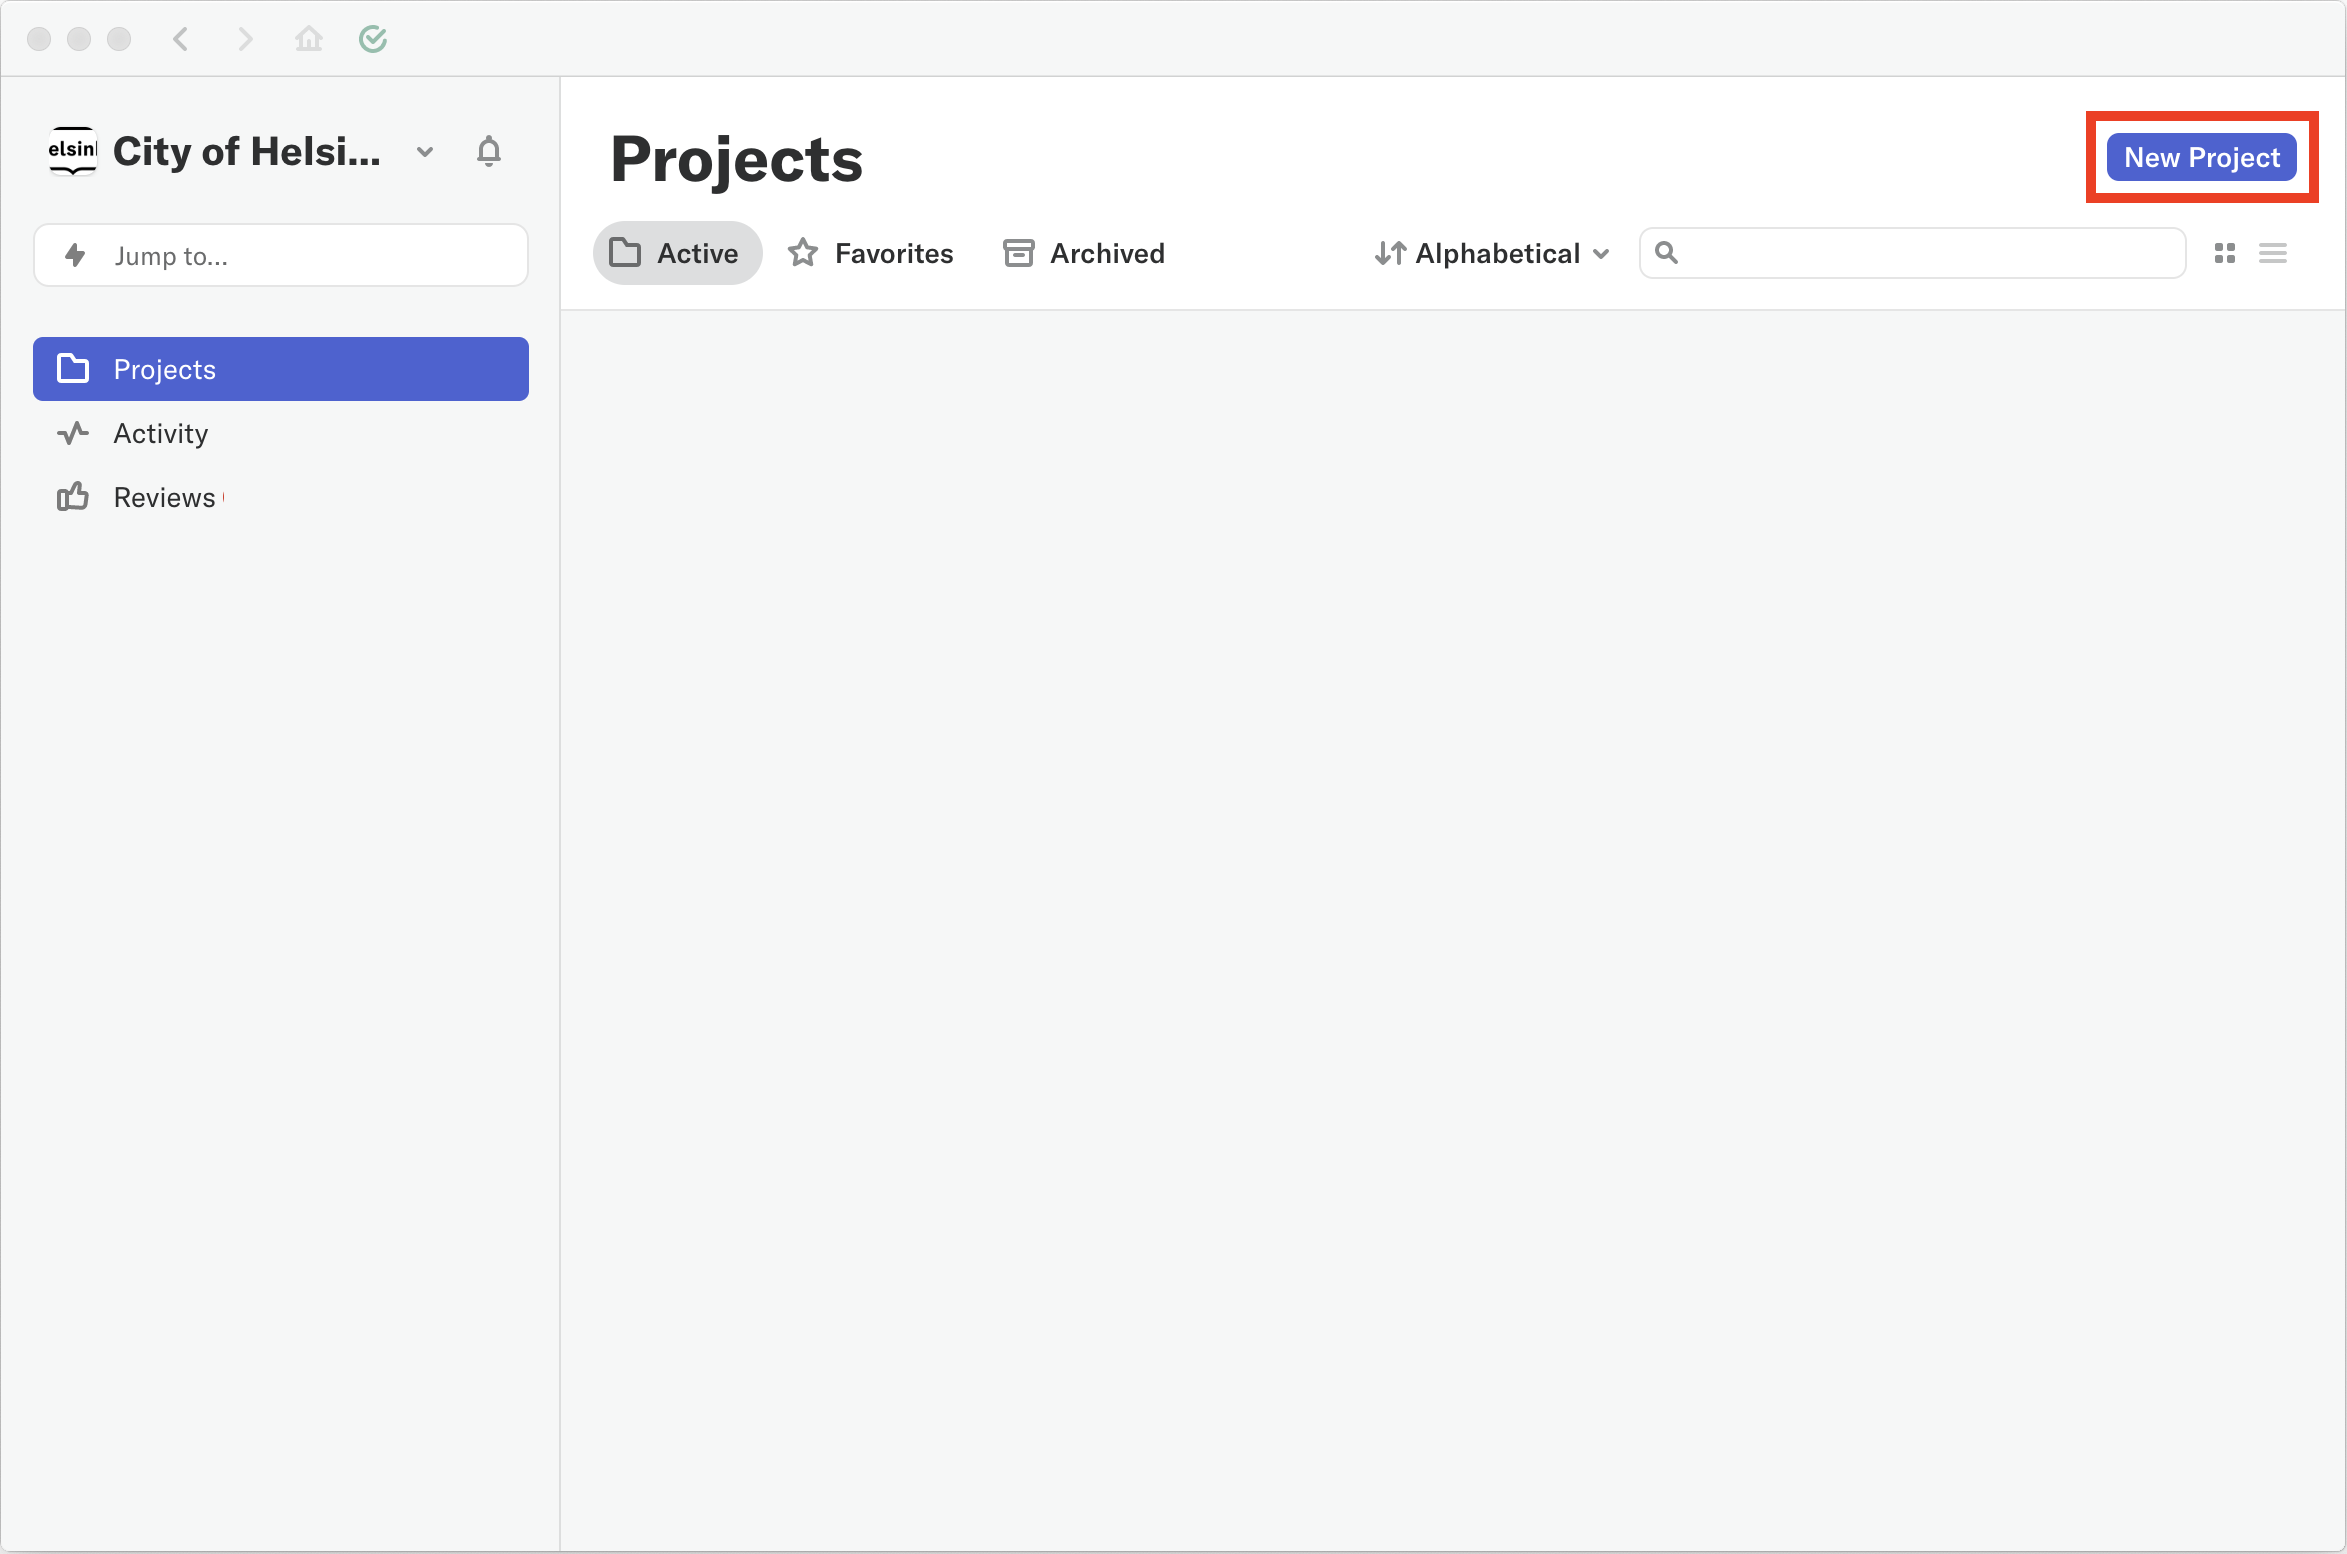 elsin
City of Helsi...
Jump to...
Projects
Activity
Reviews
Projects
New Project
Active
Favorites
Archived
Alphabetical